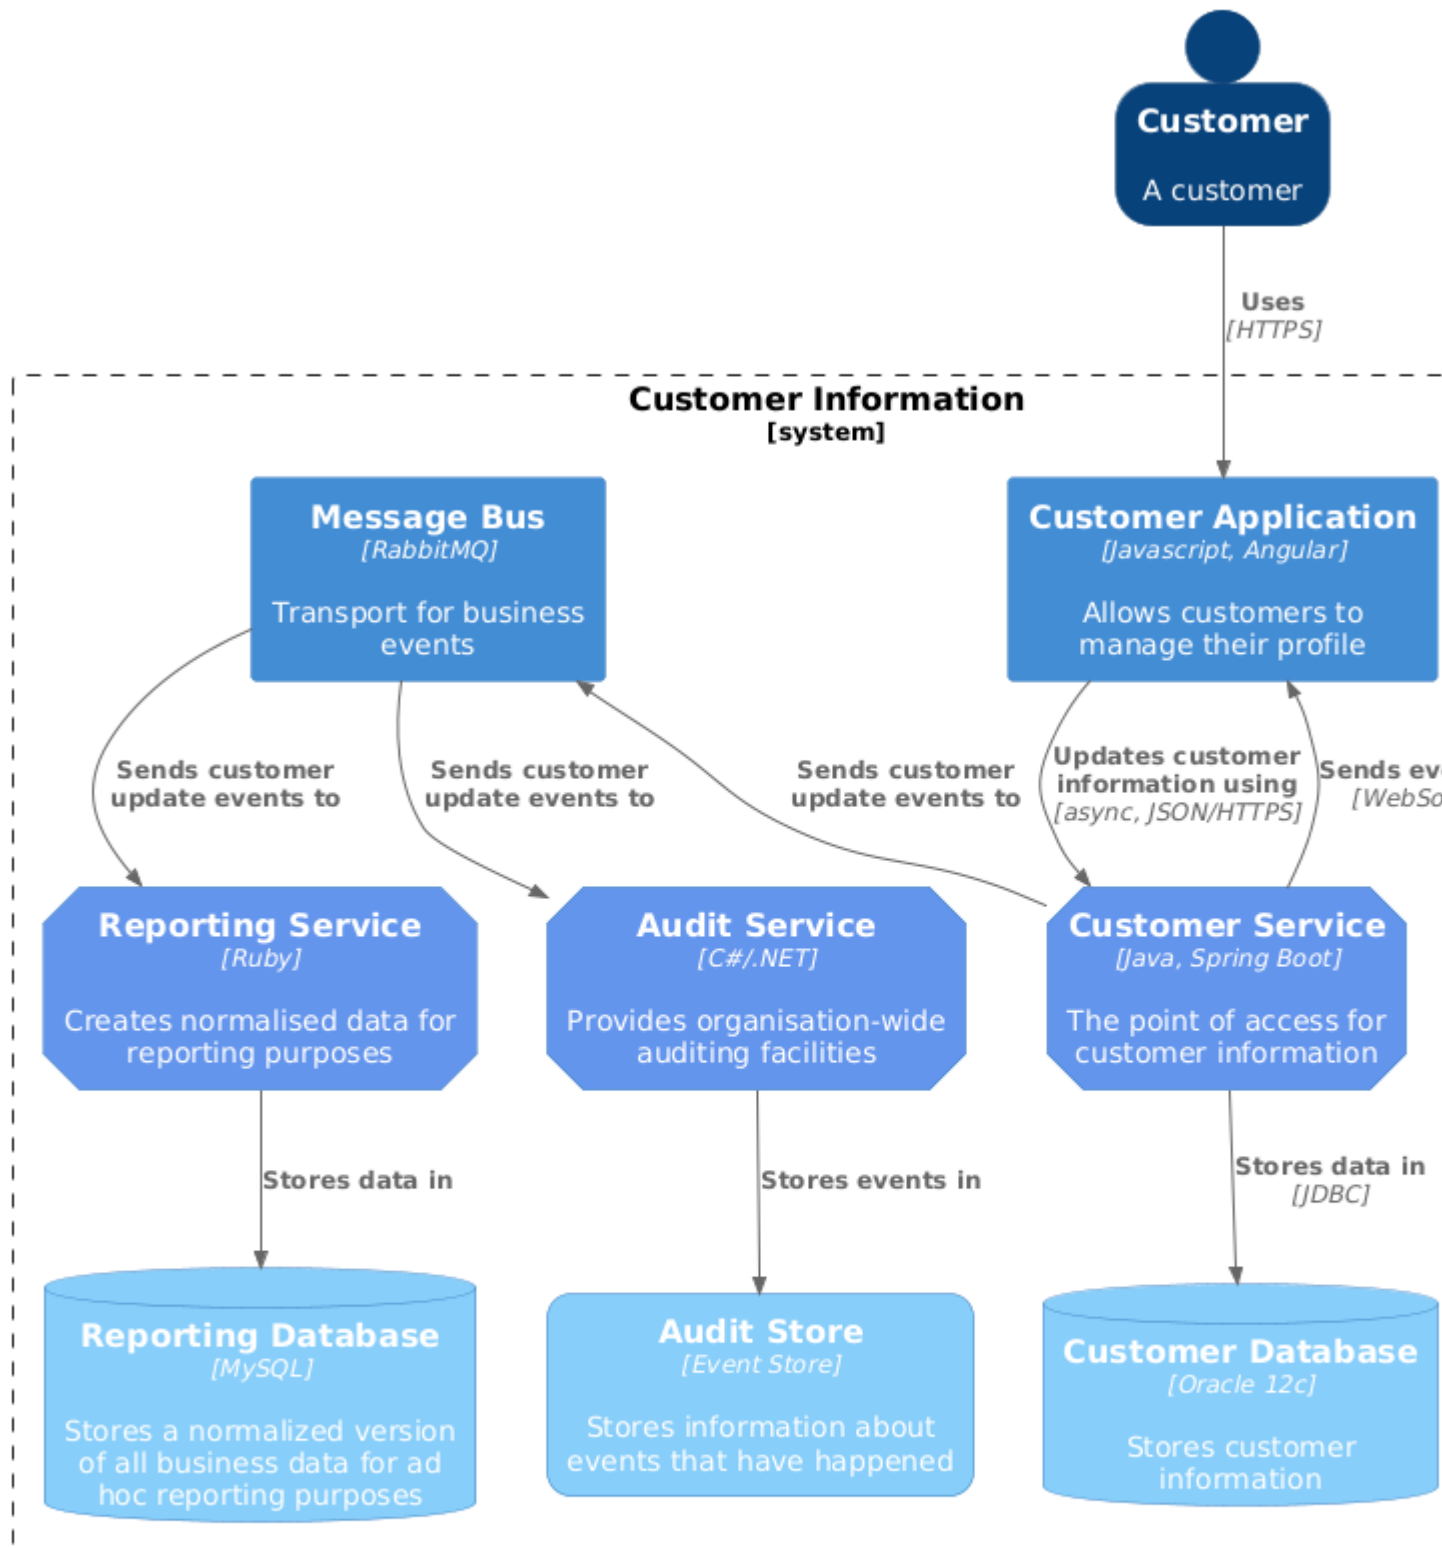 Customer
A customer
Uses
[HTTPS]
Customer Information
[system]
Message Bus
[RabbitMQ]
Transport for business
events
Customer Application
[Javascript, Angular]
Allows customers to
manage their profile
Sends customer
update events to
Sends customer
update events to
Sends customer
update events to
Updates customer
information using
[async, JSON/HTTPS]
Sends
Reporting Service
[Ruby]
Creates normalised data for
reporting purposes
Audit Service
[C#/.NET]
Provides organisation-wide
auditing facilities
Customer Service
[Java, Spring Boot]
The point of access for
customer information
Stores data in
Stores events in
Stores data in
[JDBC]
Reporting Database
[MySQL]
Stores a normalized version
of all business data for ad
hoc reporting purposes
Audit Store
[Event Store]
Stores information about
events that have happened
Customer Database
[Oracle 12c]
Stores customer
information